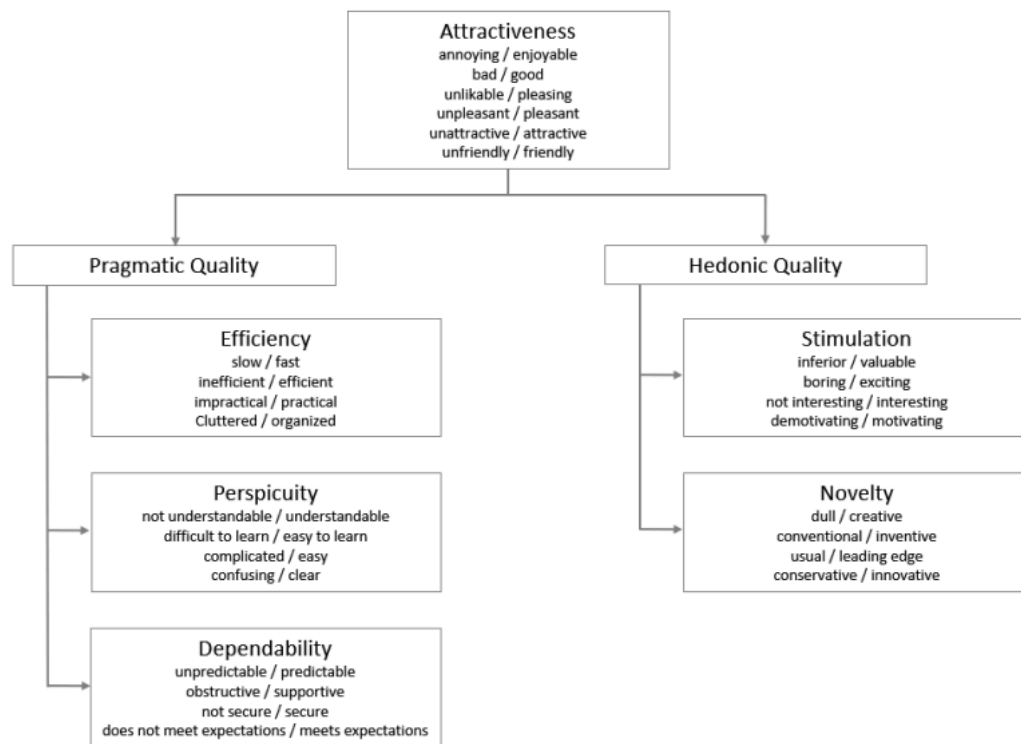 Attractiveness
annoying / enjoyable
bad / good
unlikable / pleasing
unpleasant / pleasant
unattractive / attractive
unfriendly / friendly
Pragmatic Quality
Hedonic Quality
Efficiency
slow / fast
inefficient / efficient
impractical / practical
Cluttered / organized
Stimulation
inferior / valuable
boring / exciting
not interesting / interesting
demotivating / motivating
Perspicuity
not understandable / understandable
difficult to learn / easy to learn
complicated / easy
confusing / clear
Novelty
dull / creative
conventional / inventive
usual / leading edge
conservative / innovative
Dependability
unpredictable / predictable
obstructive / supportive
not secure / secure
does not meet expectations / meets expectations